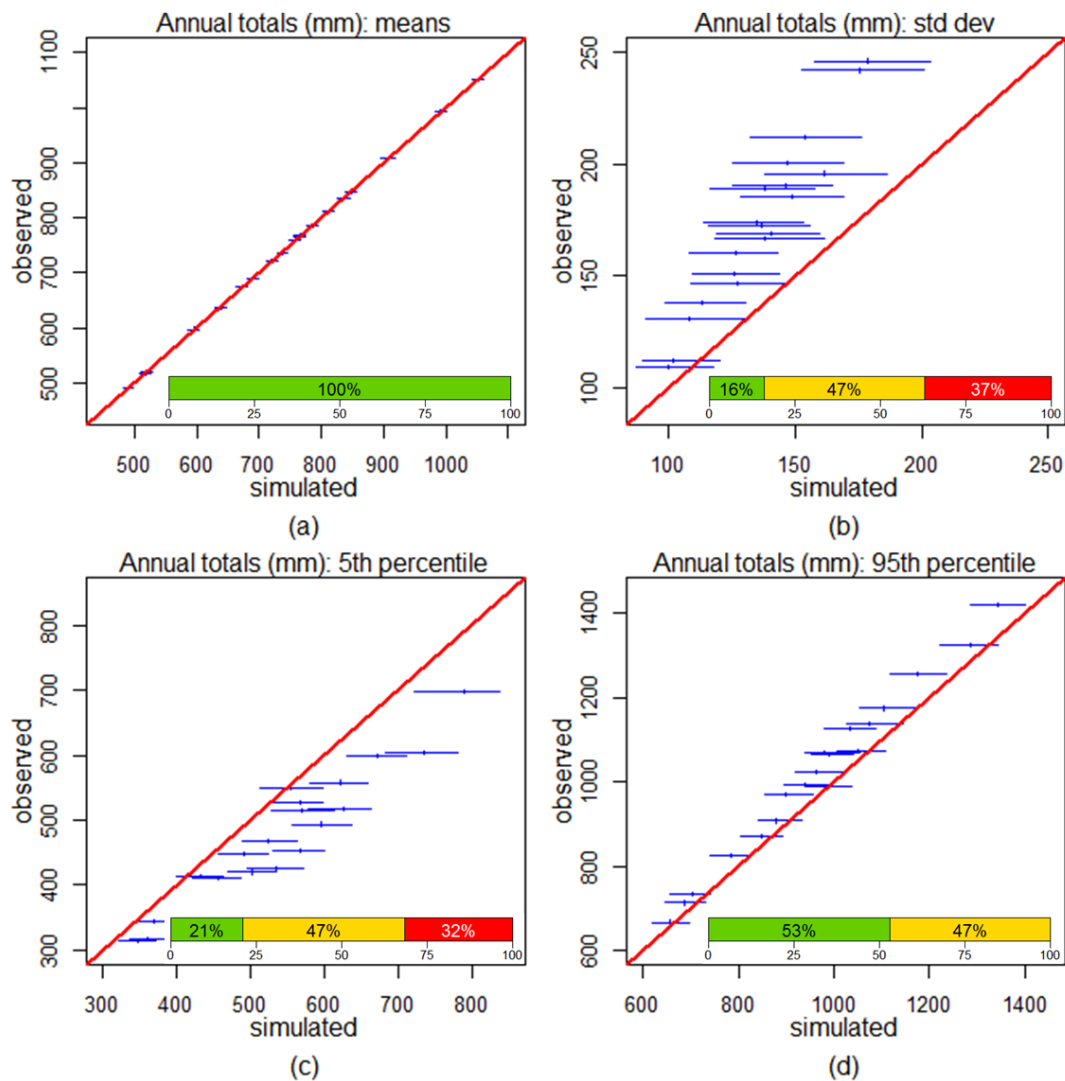 Annual totals (mm): means
observed
500 600 700 800 900 1100
100%
0 25 50 75 100
500 600 700 800 900 1000
simulated
(a)
Annual totals (mm): std dev
observed
100 150 200 250
16% 47% 37%
0 25 50 75 100
100 150 200 250
simulated
(b)
Annual totals (mm): 5th percentile
observed
300 400 500 600 700 800
21% 47% 32%
0 25 50 75 100
300 400 500 600 700 800
simulated
(c)
Annual totals (mm): 95th percentile
observed
600 800 1000 1200 1400
53% 47%
0 25 50 75 100
600 800 1000 1200 1400
simulated
(d)